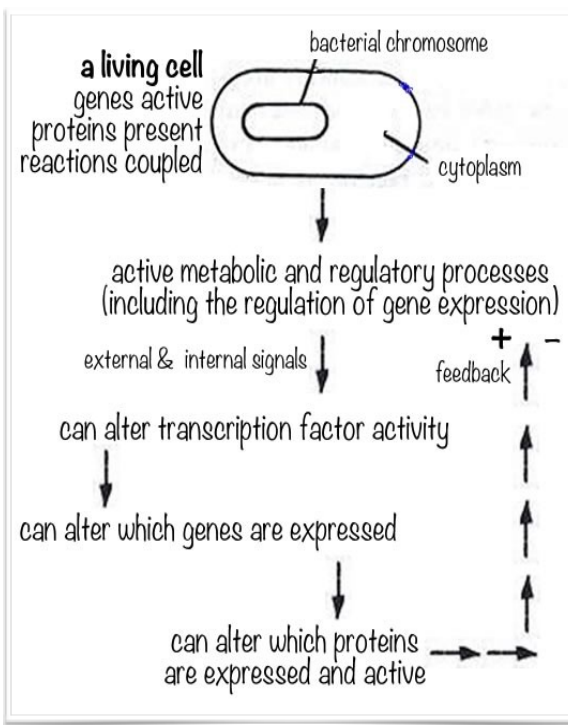 bacterial chromosome
a living cell
genes active
proteins present
reactions coupled
cytoplasm
active metabolic and regulatory processes
(including the regulation of gene expression)
+ −
external & internal signals
feedback
can alter transcription factor activity
can alter which genes are expressed
can alter which proteins
are expressed and active